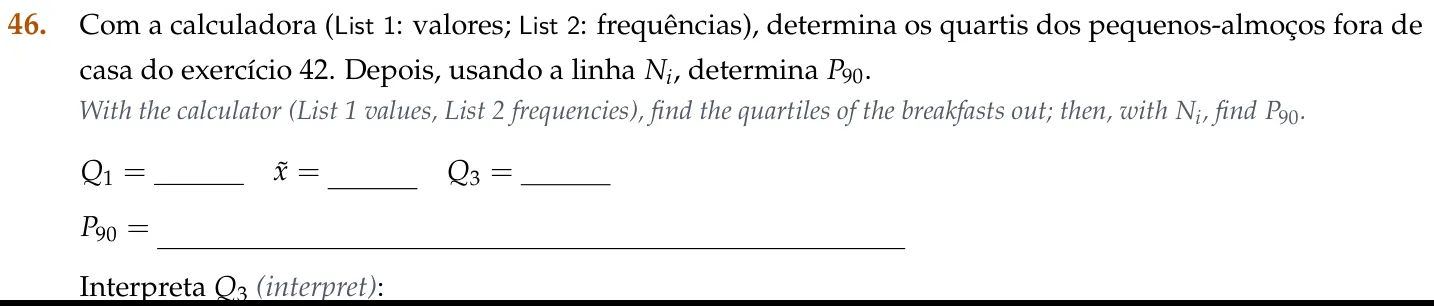 46. Com a calculadora (List 1: valores; List 2: frequências), determina os quartis dos pequenos-almoços fora de
casa do exercício 42. Depois, usando a linha Nᵢ, determina P₉₀.
With the calculator (List 1 values, List 2 frequencies), find the quartiles of the breakfasts out; then, with Nᵢ, find P₉₀.
Q₁ = ______ x̃ = ______ Q₃ = ______
P₉₀ = ______
Interpreta Q₃ (interpret):